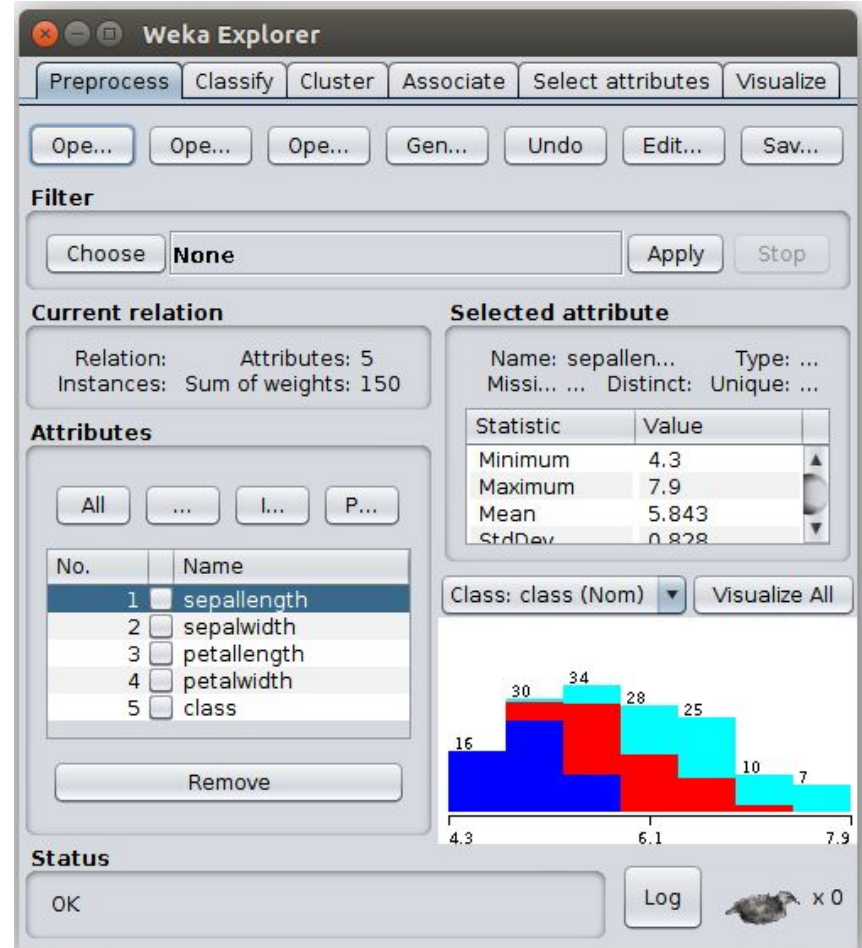 Weka Explorer
Preprocess Classify Cluster Associate Select attributes Visualize
Ope... Ope... Ope... Gen... Undo Edit... Sav...
Filter
Choose None Apply Stop
Current relation
Relation: Attributes: 5
Instances: Sum of weights: 150
Attributes
All ... I... P...
No. Name
1 sepallength
2 sepalwidth
3 petallength
4 petalwidth
5 class
Remove
Selected attribute
Name: sepallen... Type: ...
Missi... ... Distinct: Unique: ...
Statistic Value
Minimum 4.3
Maximum 7.9
Mean 5.843
StdDev 0.828
Class: class (Nom) Visualize All
16 30 34 28 25 10 7
4.3 6.1 7.9
Status
OK
Log x 0